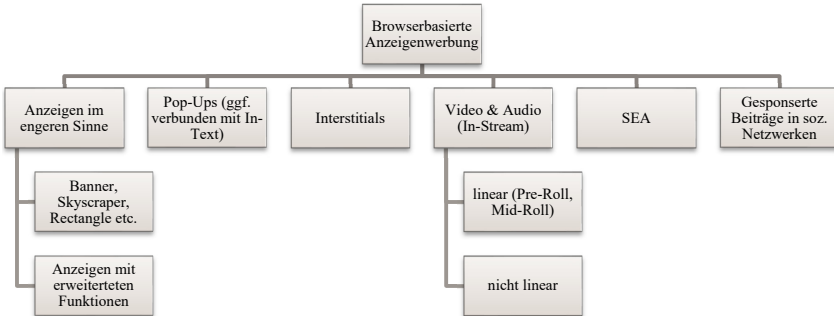 Browserbasierte
Anzeigenwerbung
Anzeigen im
engeren Sinne
Pop-Ups (ggf.
verbunden mit In-
Text)
Interstitials
Video & Audio
(In-Stream)
SEA
Gesponserte
Beiträge in soz.
Netzwerken
Banner,
Skyscraper,
Rectangle etc.
linear (Pre-Roll,
Mid-Roll)
Anzeigen mit
erweiterteten
Funktionen
nicht linear